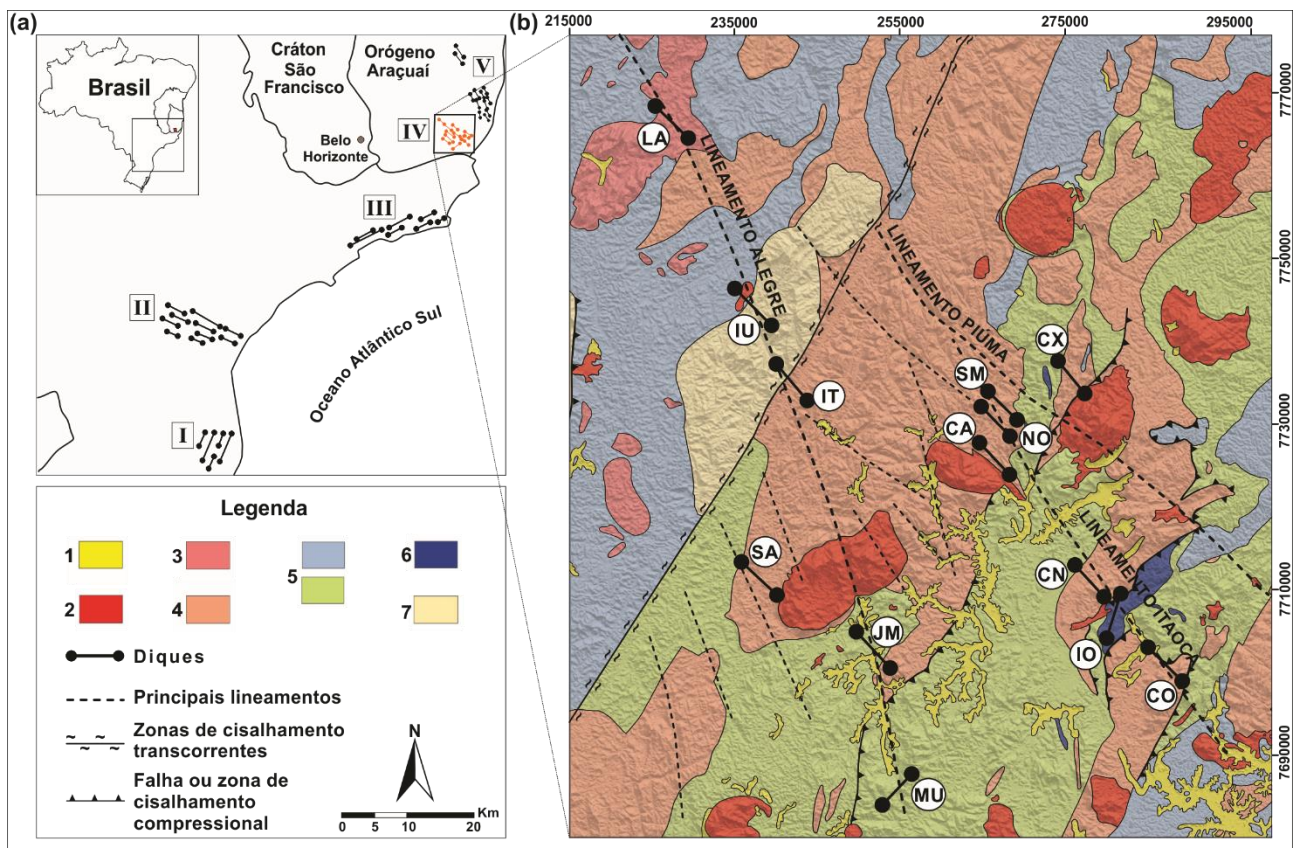 (a)
Brasil
Cráton
São
Francisco
Orógeno
Araçuaí
Belo
Horizonte
V
IV
III
II
I
Oceano Atlântico Sul
Legenda
1
3
5
6
2
4
7
Diques
Principais lineamentos
Zonas de cisalhamento
transcorrentes
Falha ou zona de
cisalhamento
compressional
N
Km
0 5 10 20
(b)
215000 235000 255000 275000 295000
7770000
7750000
7730000
7710000
7690000
LA
LINEAMENTO ALEGRE
LINEAMENTO PIÚMA
IU
IT
CX
SM
CA
NO
SA
JM
CN
LINEAMENTO ITAOCA
IO
CO
MU